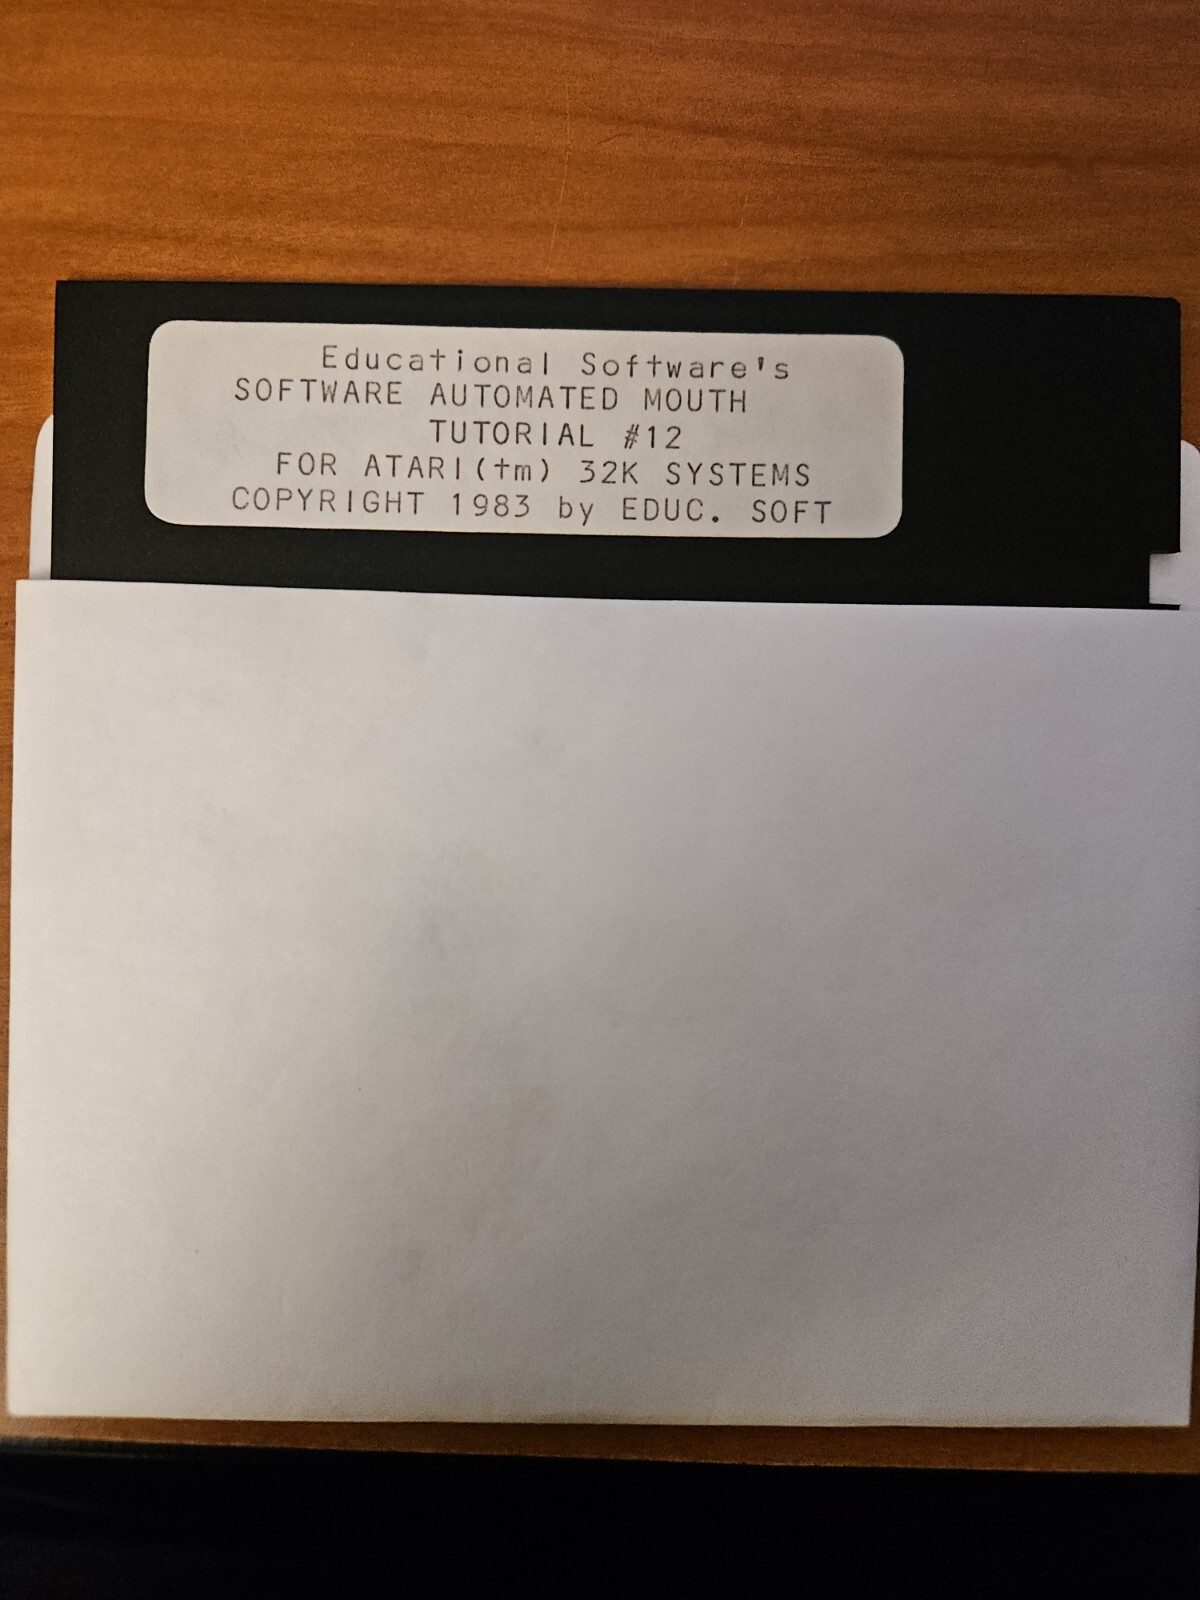 Educational Software's
SOFTWARE AUTOMATED MOUTH
TUTORIAL #12
FOR ATARI(tm) 32K SYSTEMS
COPYRIGHT 1983 by EDUC. SOFT